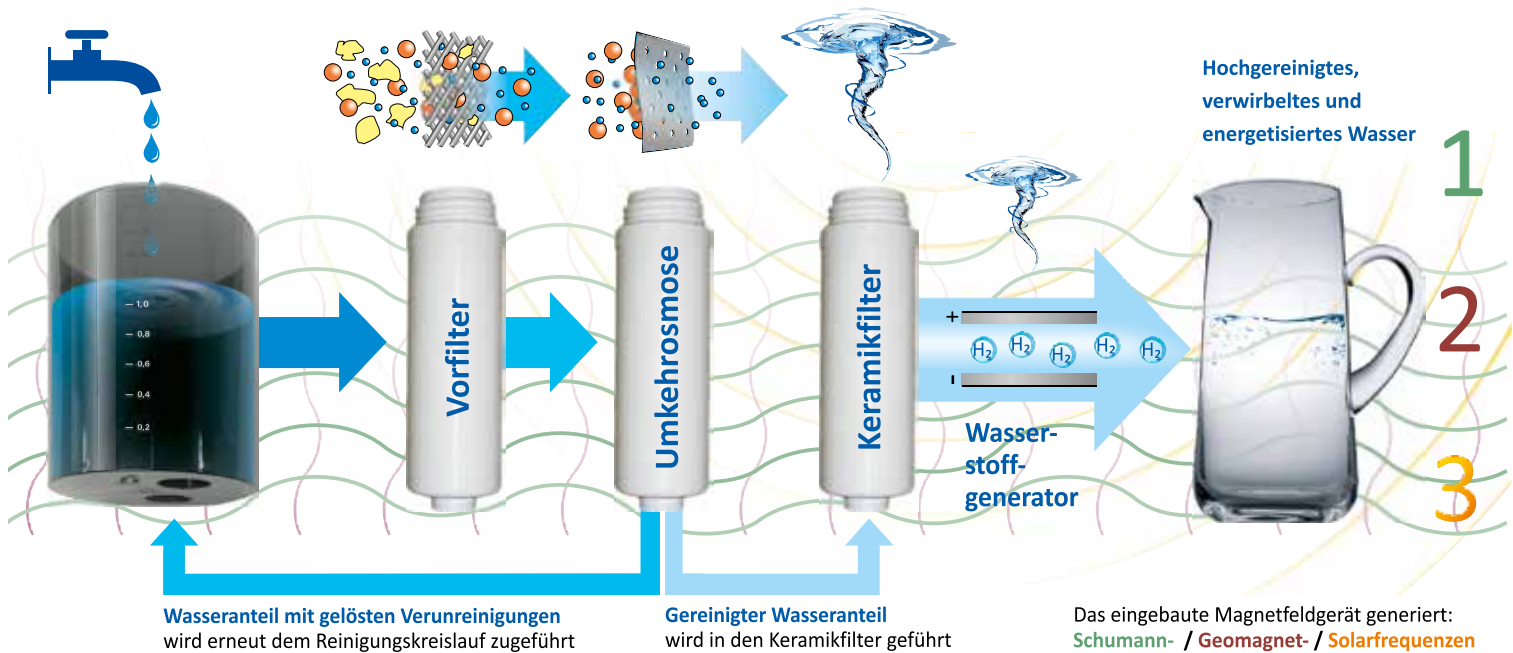 Hochgereinigtes,
verwirbeltes und
energetisiertes Wasser
1
2
3
1,0
0,8
0,6
0,4
0,2
Vorfilter
Umkehrosmose
Keramikfilter
+
-
H₂
H₂
H₂
H₂
H₂
Wasser-
stoff-
generator
Wasseranteil mit gelösten Verunreinigungen
wird erneut dem Reinigungskreislauf zugeführt
Gereinigter Wasseranteil
wird in den Keramikfilter geführt
Das eingebaute Magnetfeldgerät generiert:
Schumann- / Geomagnet- / Solarfrequenzen